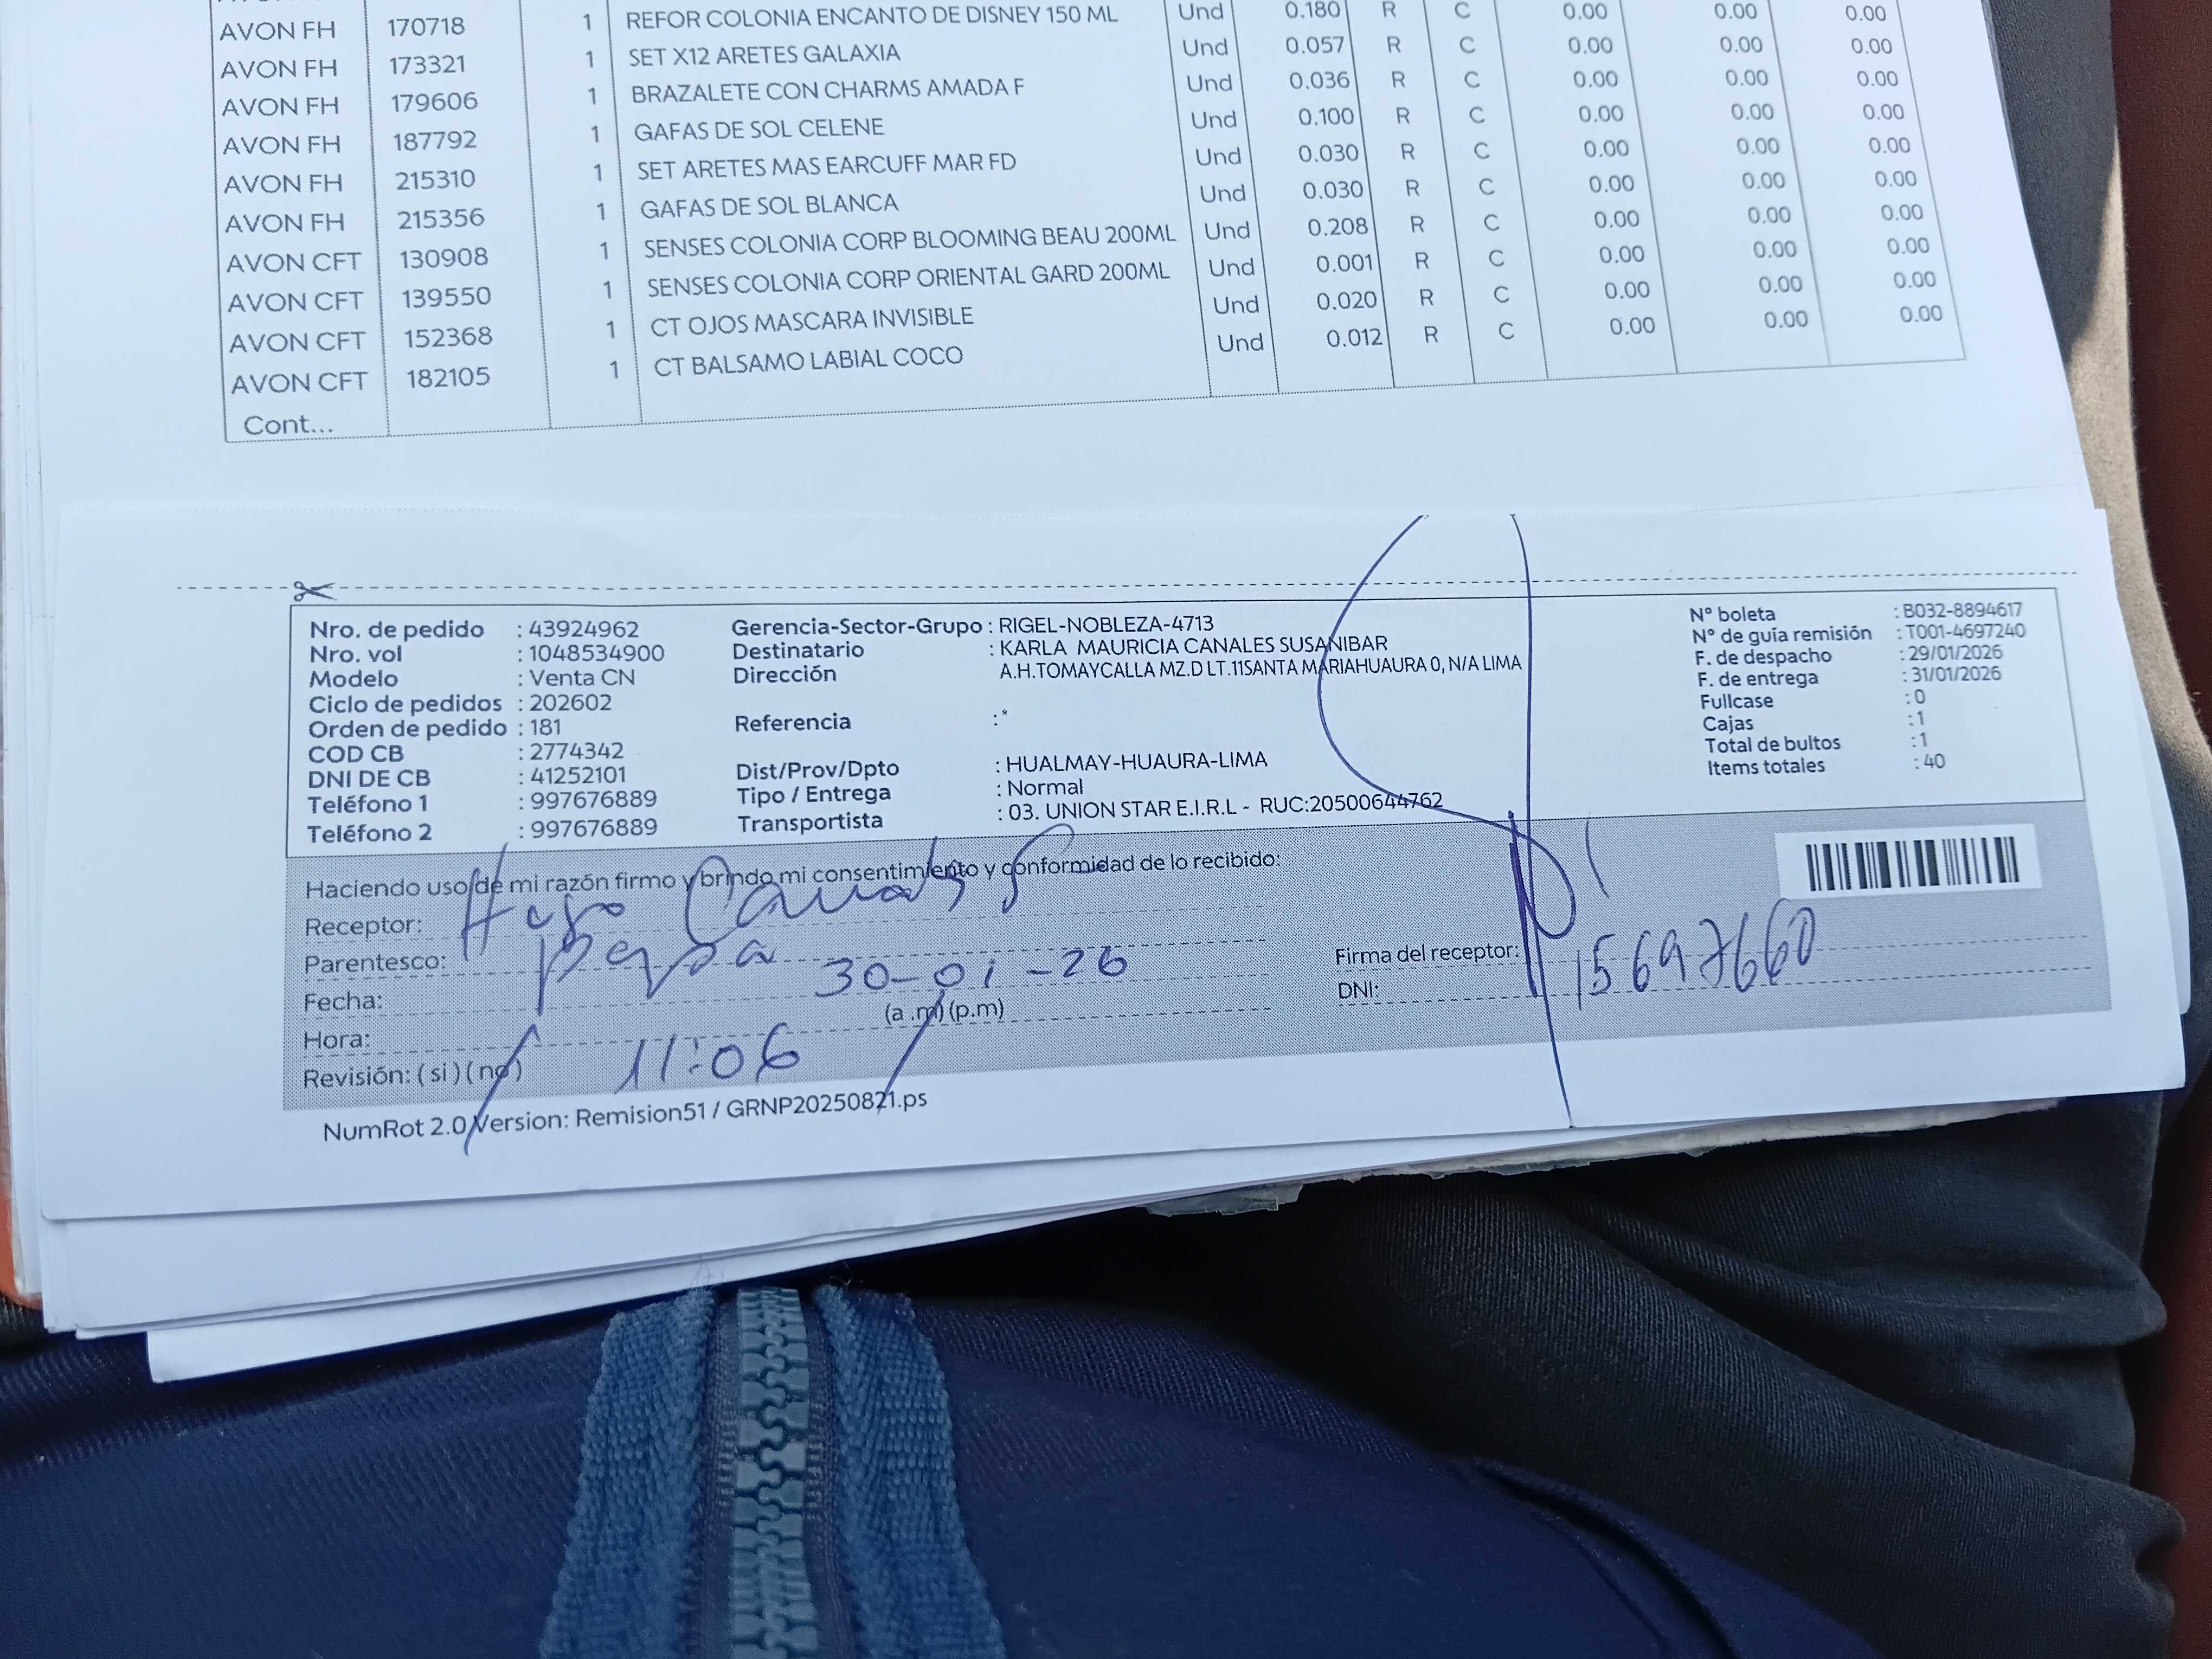 AVON FH 170718 1 REFOR COLONIA ENCANTO DE DISNEY 150 ML Und 0.180 R C 0.00 0.00 0.00
AVON FH 173321 1 SET X12 ARETES GALAXIA Und 0.057 R C 0.00 0.00 0.00
AVON FH 179606 1 BRAZALETE CON CHARMS AMADA F Und 0.036 R C 0.00 0.00 0.00
AVON FH 187792 1 GAFAS DE SOL CELENE Und 0.100 R C 0.00 0.00 0.00
AVON FH 215310 1 SET ARETES MAS EARCUFF MAR FD Und 0.030 R C 0.00 0.00 0.00
AVON FH 215356 1 GAFAS DE SOL BLANCA Und 0.030 R C 0.00 0.00 0.00
AVON CFT 130908 1 SENSES COLONIA CORP BLOOMING BEAU 200ML Und 0.208 R C 0.00 0.00 0.00
AVON CFT 139550 1 SENSES COLONIA CORP ORIENTAL GARD 200ML Und 0.001 R C 0.00 0.00 0.00
AVON CFT 152368 1 CT OJOS MASCARA INVISIBLE Und 0.020 R C 0.00 0.00 0.00
AVON CFT 182105 1 CT BALSAMO LABIAL COCO Und 0.012 R C 0.00 0.00 0.00
Cont...
Nro. de pedido : 43924962
Nro. vol : 1048534900
Modelo : Venta CN
Ciclo de pedidos : 202602
Orden de pedido : 181
COD CB : 2774342
DNI DE CB : 41252101
Teléfono 1 : 997676889
Teléfono 2 : 997676889
Gerencia-Sector-Grupo : RIGEL-NOBLEZA-4713
Destinatario : KARLA MAURICIA CANALES SUSANIBAR
Dirección A.H.TOMAYCALLA MZ.D LT.11SANTA MARIAHUAURA 0, N/A LIMA
Referencia :*
Dist/Prov/Dpto : HUALMAY-HUAURA-LIMA
Tipo / Entrega : Normal
Transportista : 03. UNION STAR E.I.R.L - RUC:20500644762
N° boleta : B032-8894617
N° de guía remisión : T001-4697240
F. de despacho : 29/01/2026
F. de entrega : 31/01/2026
Fullcase : 0
Cajas : 1
Total de bultos : 1
Items totales : 40
Haciendo uso de mi razón firmo y brindo mi consentimiento y conformidad de lo recibido:
Receptor: Hugo Canales
Parentesco: papa
Fecha: 30-01-26
Hora: (a .m) (p.m)
Revisión: ( si ) ( no ) 11:06
Firma del receptor:
DNI: 15697660
NumRot 2.0 Version: Remision51 / GRNP20250821.ps